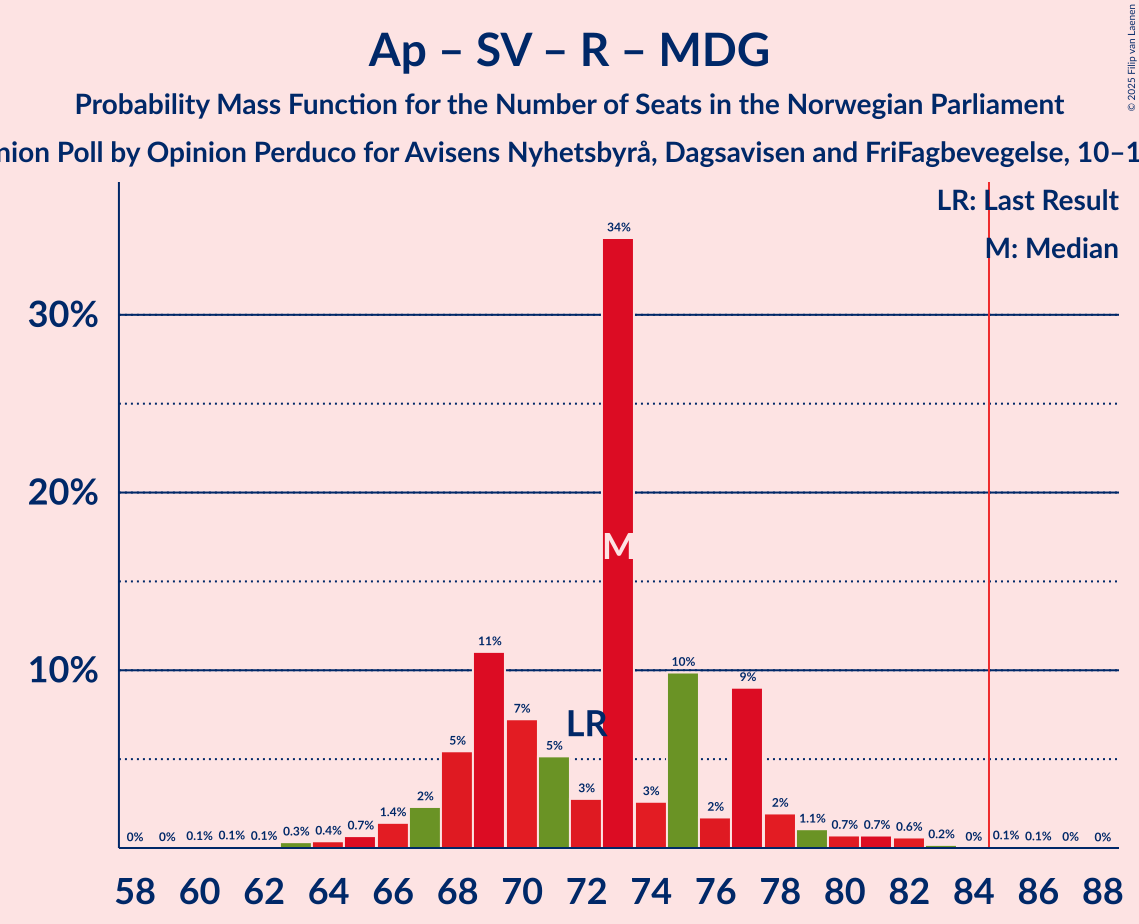 Ap – SV – R – MDG
Probability Mass Function for the Number of Seats in the Norwegian Parliament
Poll by Opinion Perduco for Avisens Nyhetsbyrå, Dagsavisen and FriFagbevegelse,
© 2025 Filip van Laenen
LR: Last Result
M: Median
30%
20%
10%
0% 0% 0.1% 0.1% 0.1% 0.3% 0.4% 0.7% 1.4% 2% 5% 11% 7% 5% 3% 34% 3% 10% 2% 9% 2% 1.1% 0.7% 0.7% 0.6% 0.2% 0% 0.1% 0.1% 0% 0%
LR
M
58 60 62 64 66 68 70 72 74 76 78 80 82 84 86 88